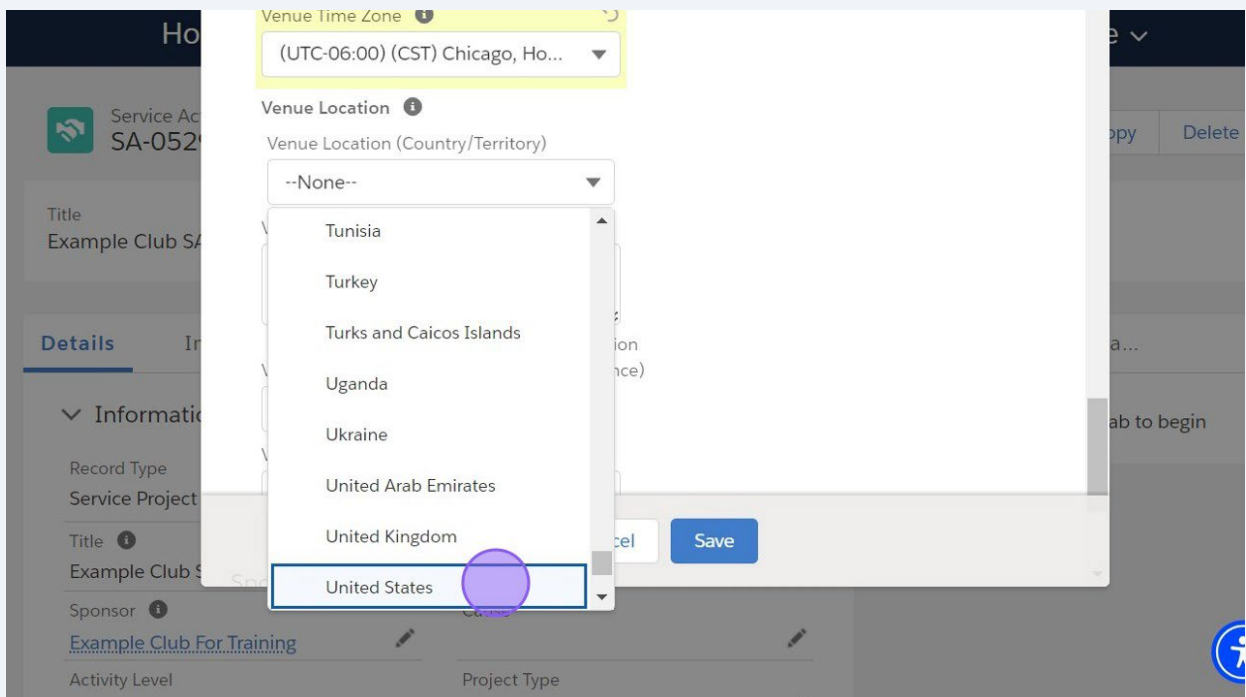 Venue Time Zone
(UTC-06:00) (CST) Chicago, Ho...
Venue Location
Venue Location (Country/Territory)
--None--
Tunisia
Turkey
Turks and Caicos Islands
Uganda
Ukraine
United Arab Emirates
United Kingdom
United States
Save
Service Ac
SA-052
Delete
Title
Example Club SA
Details
Informatic
ab to begin
Record Type
Service Project
Title
Example Club S
Sponsor
Example Club For Training
Activity Level
Project Type